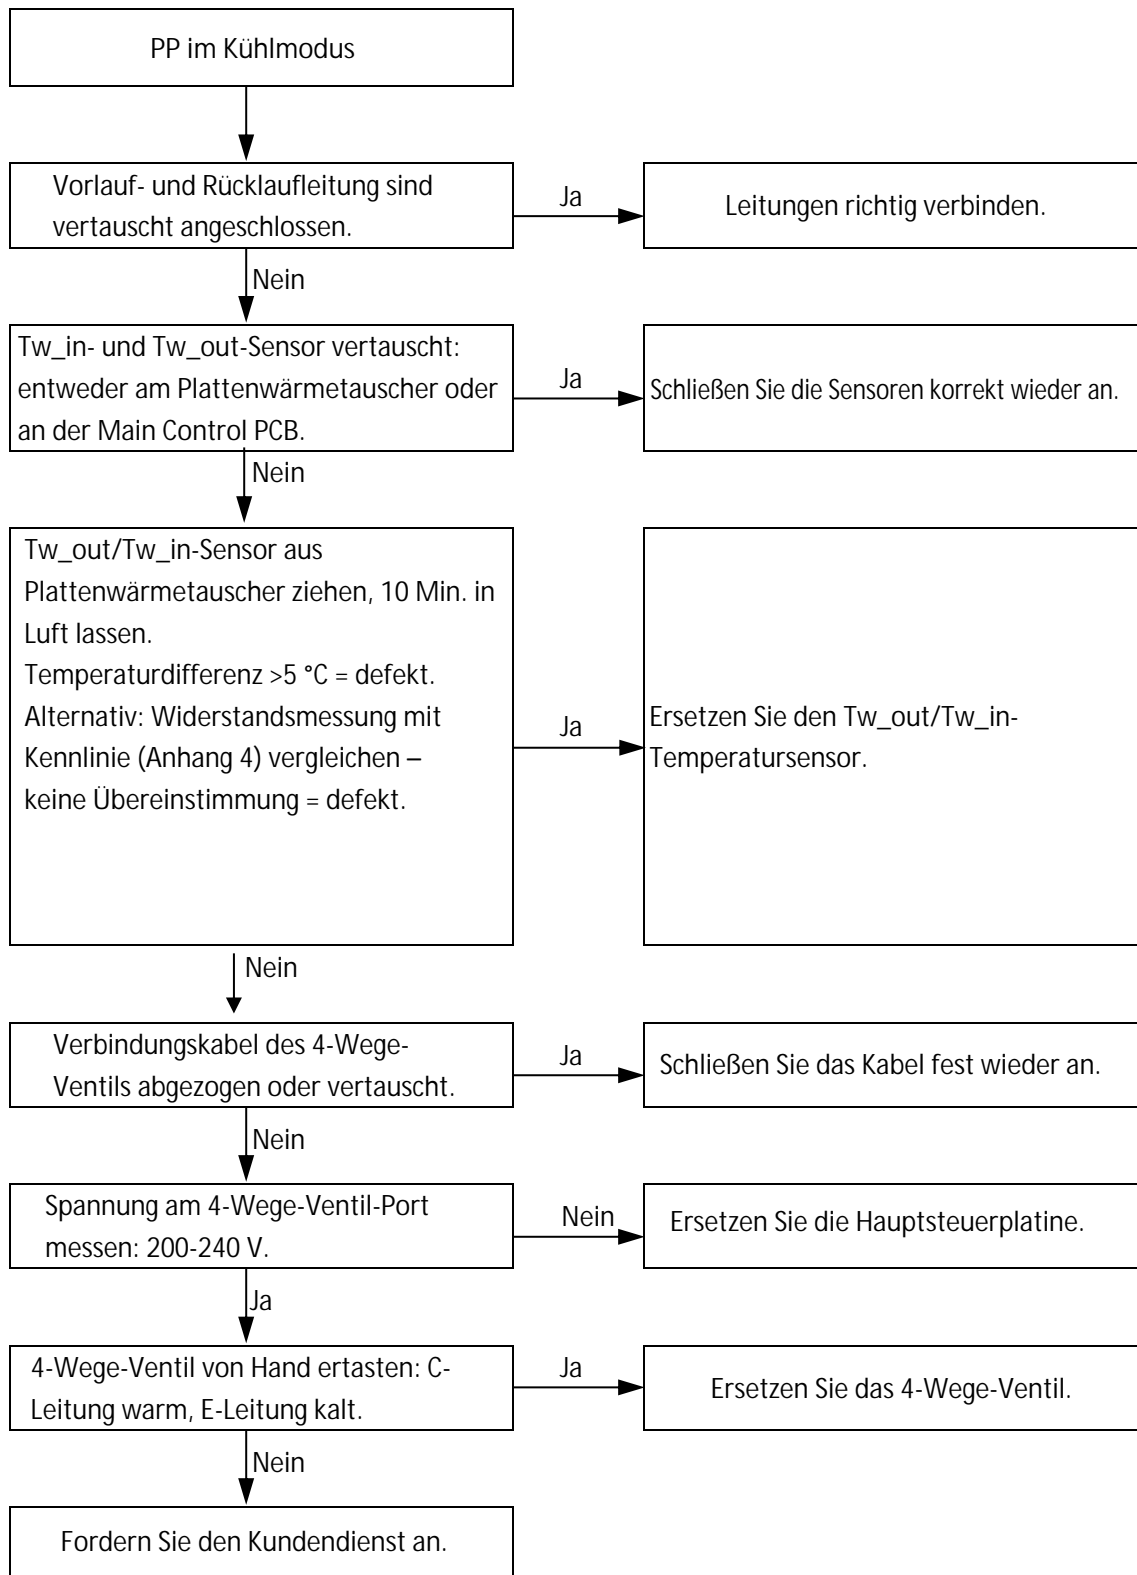 PP im Kühlmodus
Vorlauf- und Rücklaufleitung sind
vertauscht angeschlossen.
Ja
Leitungen richtig verbinden.
Nein
Tw_in- und Tw_out-Sensor vertauscht:
entweder am Plattenwärmetauscher oder
an der Main Control PCB.
Ja
Schließen Sie die Sensoren korrekt wieder an.
Nein
Tw_out/Tw_in-Sensor aus
Plattenwärmetauscher ziehen, 10 Min. in
Luft lassen.
Temperaturdifferenz >5 °C = defekt.
Alternativ: Widerstandsmessung mit
Kennlinie (Anhang 4) vergleichen –
keine Übereinstimmung = defekt.
Ja
Ersetzen Sie den Tw_out/Tw_in-
Temperatursensor.
Nein
Verbindungskabel des 4-Wege-
Ventils abgezogen oder vertauscht.
Ja
Schließen Sie das Kabel fest wieder an.
Nein
Spannung am 4-Wege-Ventil-Port
messen: 200-240 V.
Nein
Ersetzen Sie die Hauptsteuerplatine.
Ja
4-Wege-Ventil von Hand ertasten: C-
Leitung warm, E-Leitung kalt.
Ja
Ersetzen Sie das 4-Wege-Ventil.
Nein
Fordern Sie den Kundendienst an.